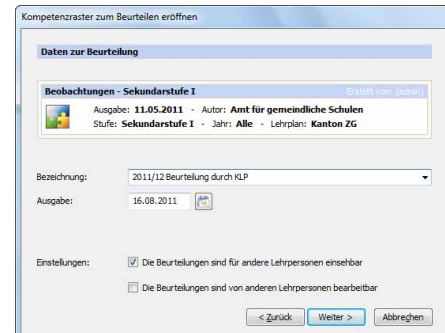 Kompetenzraster zum Beurteilen eröffnen
Daten zur Beurteilung
Beobachtungen - Sekundarstufe I Erstellt von: (admin)
Ausgabe: 11.05.2011 - Autor: Amt für gemeindliche Schulen
Stufe: Sekundarstufe I - Jahr: Alle - Lehrplan: Kanton ZG
Bezeichnung: 2011/12 Beurteilung durch KLP
Ausgabe: 16.08.2011
Einstellungen: Die Beurteilungen sind für andere Lehrpersonen einsehbar
Die Beurteilungen sind von anderen Lehrpersonen bearbeitbar
< Zurück Weiter > Abbrechen